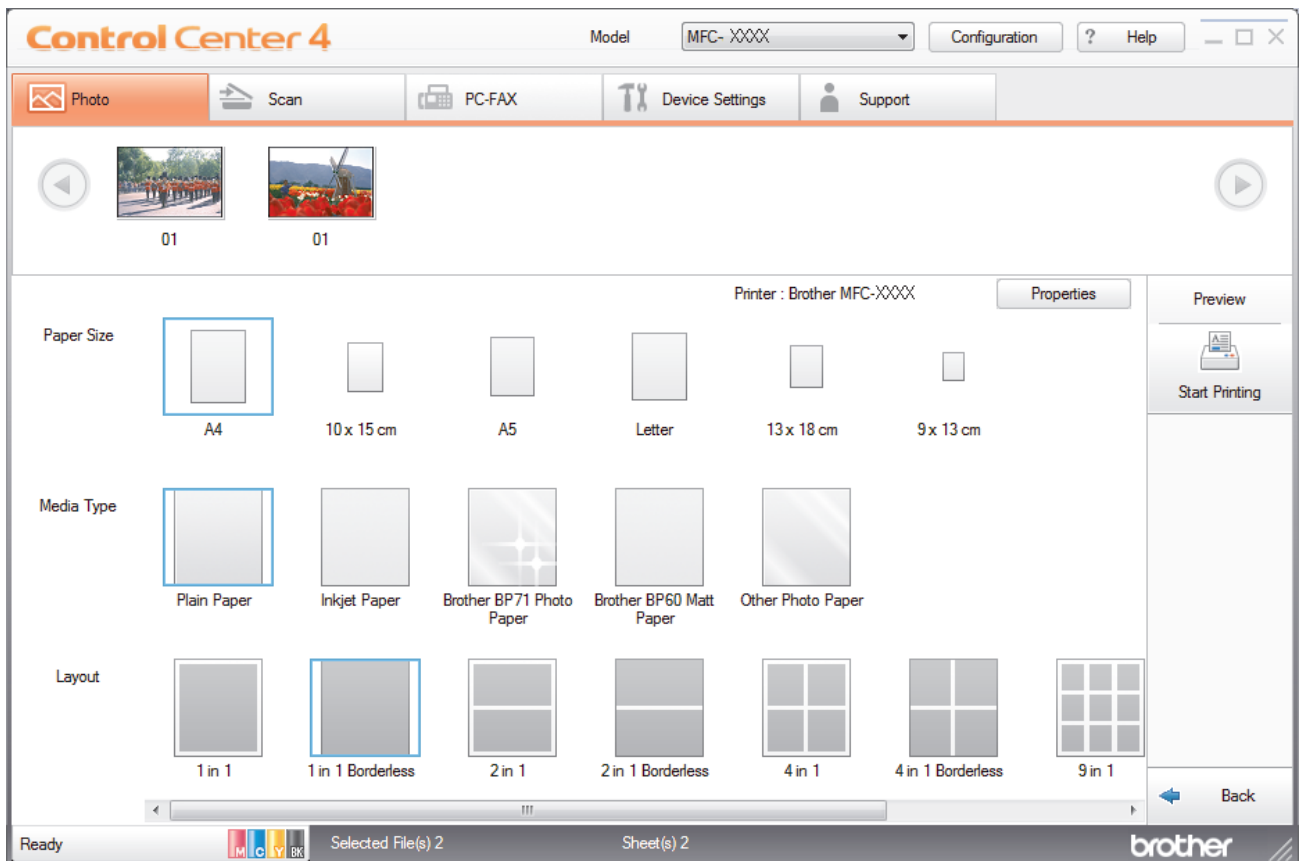 Control Center 4
Model
MFC- XXXX
Configuration
? Help
Photo
Scan
PC-FAX
Device Settings
Support
01
01
Printer : Brother MFC-XXXX
Properties
Preview
Paper Size
Start Printing
A4
10 x 15 cm
A5
Letter
13 x 18 cm
9 x 13 cm
Media Type
Plain Paper
Inkjet Paper
Brother BP71 Photo
Paper
Brother BP60 Matt
Paper
Other Photo Paper
Layout
1 in 1
1 in 1 Borderless
2 in 1
2 in 1 Borderless
4 in 1
4 in 1 Borderless
9 in 1
Back
Ready
M C Y BK
Selected File(s) 2
Sheet(s) 2
brother